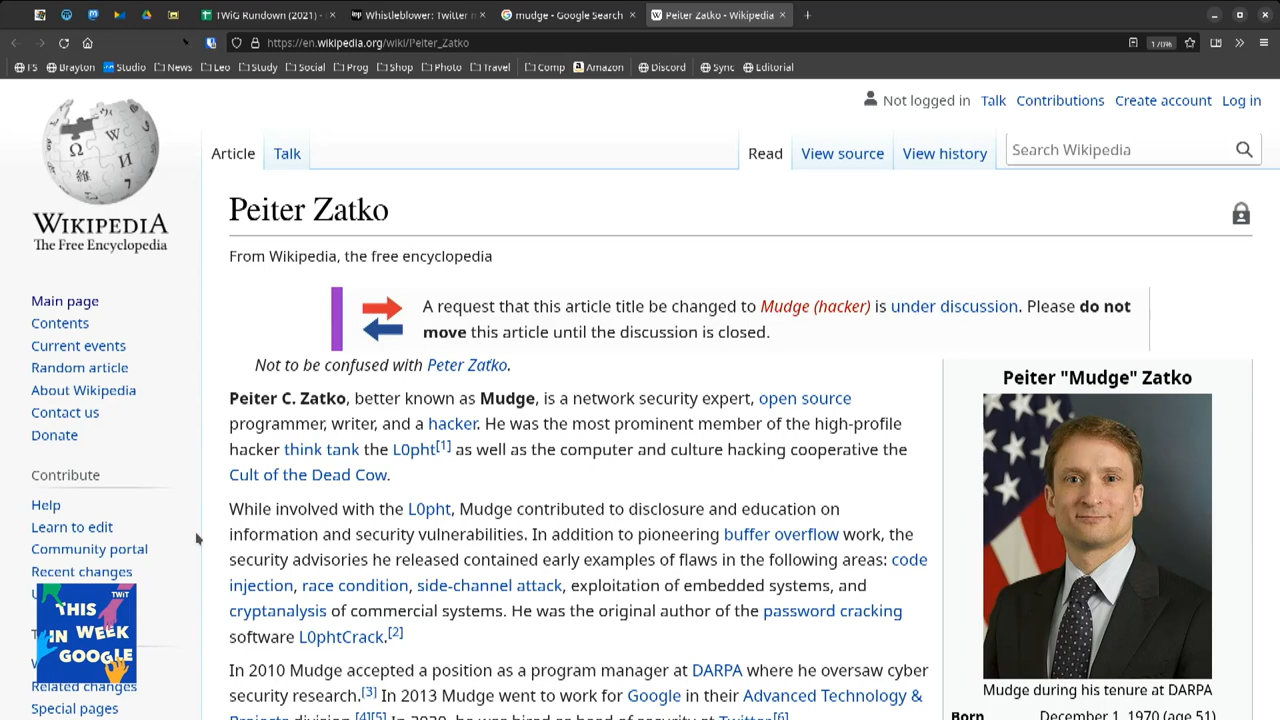 TWiG Rundown (2021) -
Whistleblower: Twitter
mudge - Google Search
Peiter Zatko - Wikipedia
https://en.wikipedia.org/wiki/Peiter_Zatko
170%
FS
Brayton
Studio
News
Leo
Study
Social
Prog
Shop
Photo
Travel
Comp
Amazon
Discord
Sync
Editorial
Not logged in Talk Contributions Create account Log in
Article Talk Read View source View history Search Wikipedia
WIKIPEDIA
The Free Encyclopedia
Main page
Contents
Current events
Random article
About Wikipedia
Contact us
Donate
Contribute
Help
Learn to edit
Community portal
Recent changes
TWiT
THIS
IN WEEK
GOOGLE
Related changes
Special pages
Peiter Zatko
From Wikipedia, the free encyclopedia
A request that this article title be changed to Mudge (hacker) is under discussion. Please do not
move this article until the discussion is closed.
Not to be confused with Peter Zaťko.
Peiter C. Zatko, better known as Mudge, is a network security expert, open source
programmer, writer, and a hacker. He was the most prominent member of the high-profile
hacker think tank the L0pht[1] as well as the computer and culture hacking cooperative the
Cult of the Dead Cow.
While involved with the L0pht, Mudge contributed to disclosure and education on
information and security vulnerabilities. In addition to pioneering buffer overflow work, the
security advisories he released contained early examples of flaws in the following areas: code
injection, race condition, side-channel attack, exploitation of embedded systems, and
cryptanalysis of commercial systems. He was the original author of the password cracking
software L0phtCrack.[2]
In 2010 Mudge accepted a position as a program manager at DARPA where he oversaw cyber
security research.[3] In 2013 Mudge went to work for Google in their Advanced Technology &
Projects division.[4][5] In 2020, he was hired as head of security at Twitter.[6]
Peiter "Mudge" Zatko
Mudge during his tenure at DARPA
Born December 1, 1970 (age 51)